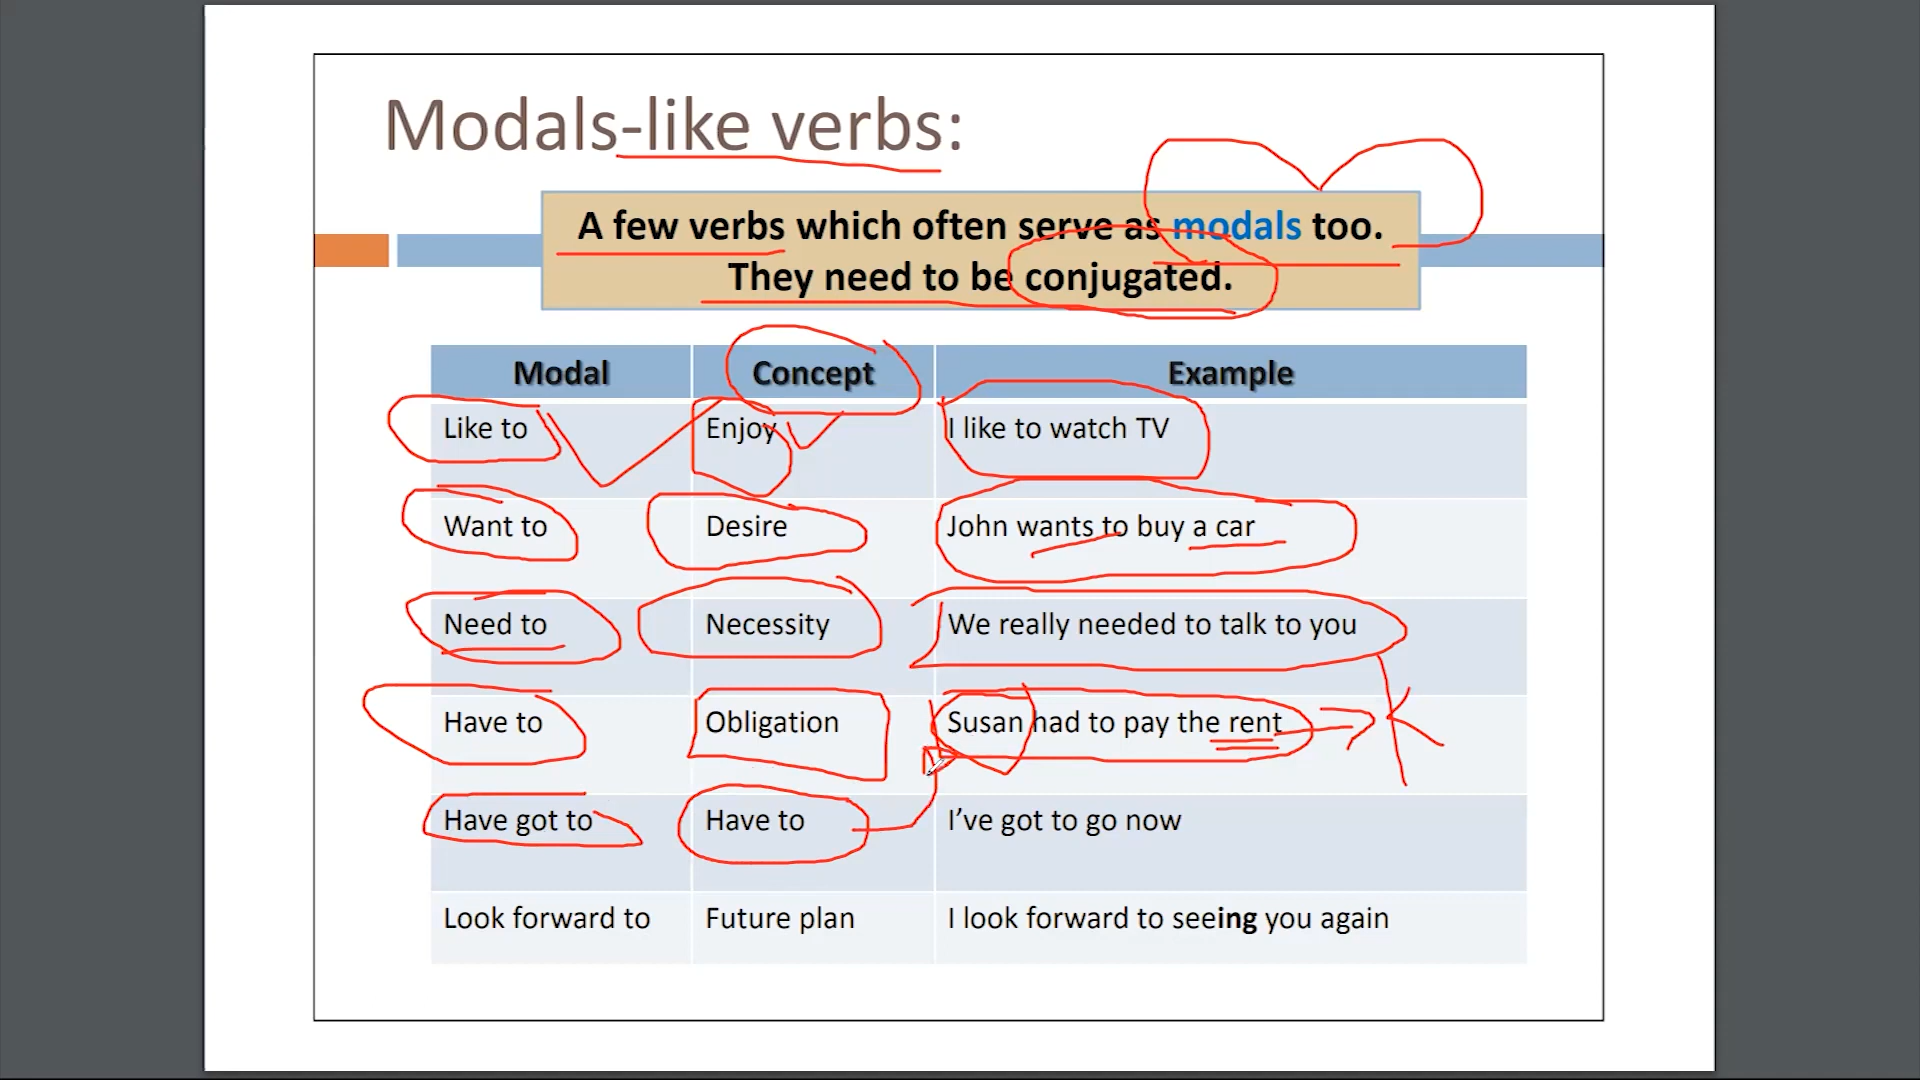 Modals-like verbs:
A few verbs which often serve as modals too.
They need to be conjugated.
Modal Concept Example
Like to Enjoy I like to watch TV
Want to Desire John wants to buy a car
Need to Necessity We really needed to talk to you
Have to Obligation Susan had to pay the rent
Have got to Have to I’ve got to go now
Look forward to Future plan I look forward to seeing you again